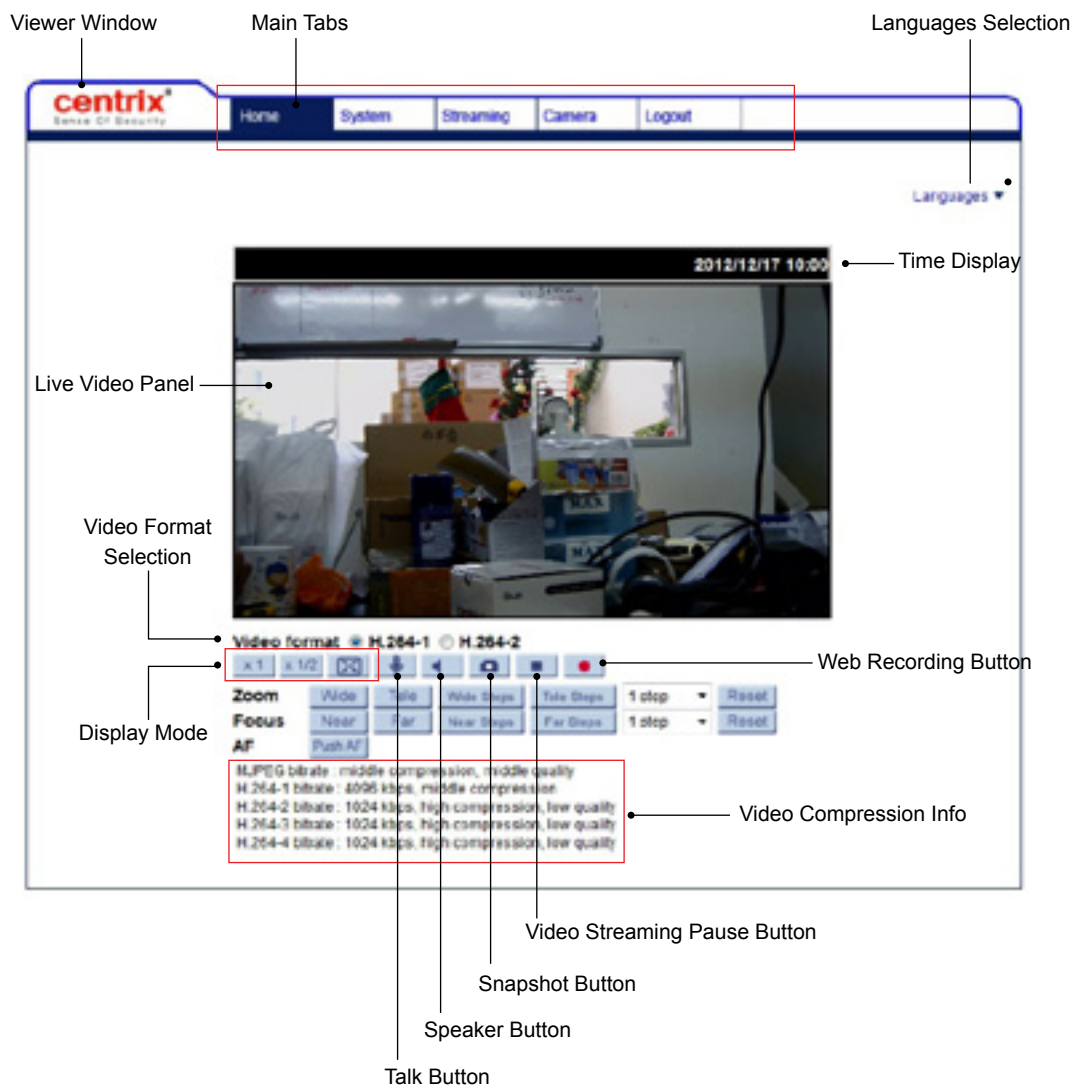 Viewer Window
Main Tabs
Languages Selection
centrix
Sense Of Security
Home
System
Streaming
Camera
Logout
Languages
2012/12/17 10:00
Time Display
Live Video Panel
MAX
MAX
Video Format
Selection
Video format H.264-1 H.264-2
x 1
x 1/2
Web Recording Button
Zoom Wide Tele Wide Steps Tele Steps 1 step Reset
Focus Near Far Near Steps Far Steps 1 step Reset
Display Mode
AF Push AF
MJPEG bitrate : middle compression, middle quality
H.264-1 bitrate : 4096 kbps, middle compression
H.264-2 bitrate : 1024 kbps, high compression, low quality
H.264-3 bitrate : 1024 kbps, high compression, low quality
H.264-4 bitrate : 1024 kbps, high compression, low quality
Video Compression Info
Video Streaming Pause Button
Snapshot Button
Speaker Button
Talk Button